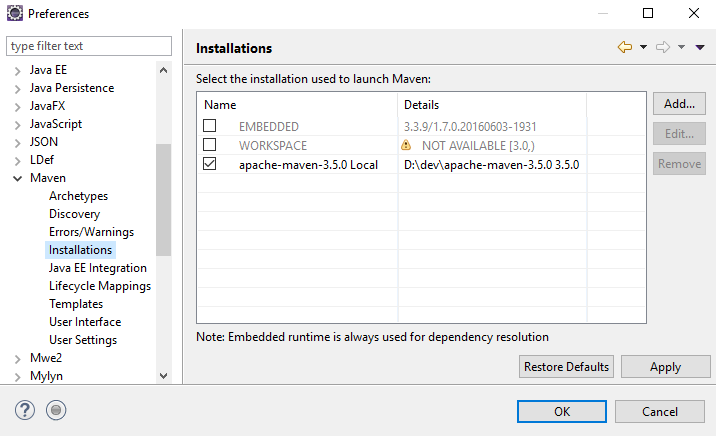 Preferences
type filter text
Java EE
Java Persistence
JavaFX
JavaScript
JSON
LDef
Maven
Archetypes
Discovery
Errors/Warnings
Installations
Java EE Integration
Lifecycle Mappings
Templates
User Interface
User Settings
Mwe2
Mylyn
Installations
Select the installation used to launch Maven:
Name Details
EMBEDDED 3.3.9/1.7.0.20160603-1931
WORKSPACE NOT AVAILABLE [3.0,)
apache-maven-3.5.0 Local D:\dev\apache-maven-3.5.0 3.5.0
Add...
Edit...
Remove
Note: Embedded runtime is always used for dependency resolution
Restore Defaults Apply
OK Cancel